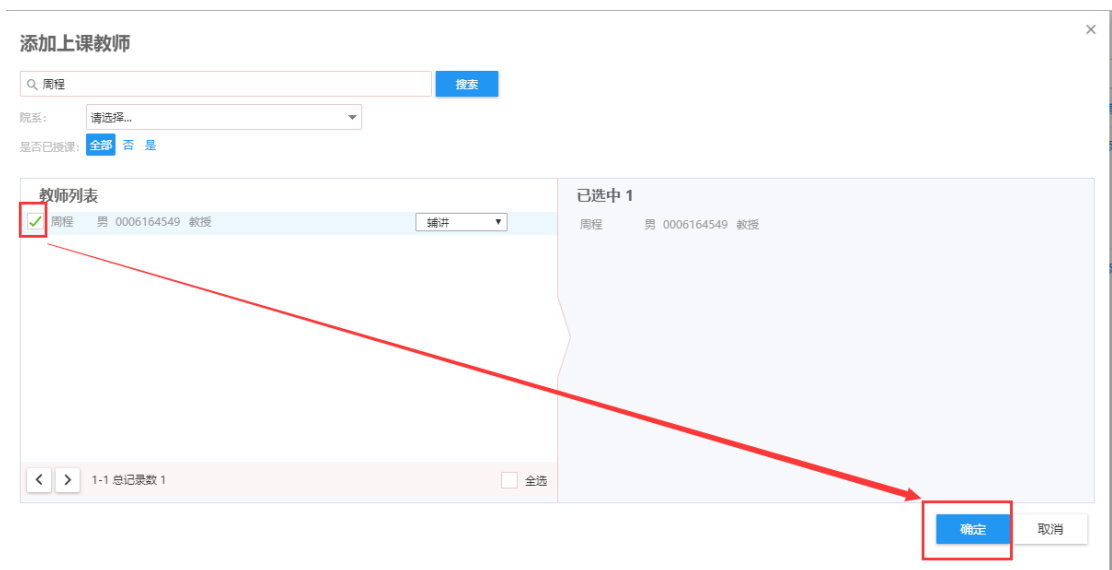 添加上课教师
周程 搜索
院系: 请选择...
是否已授课: 全部 否 是
教师列表 已选中 1
周程 男 0006164549 教授 辅讲 周程 男 0006164549 教授
1-1 总记录数 1 全选
确定 取消